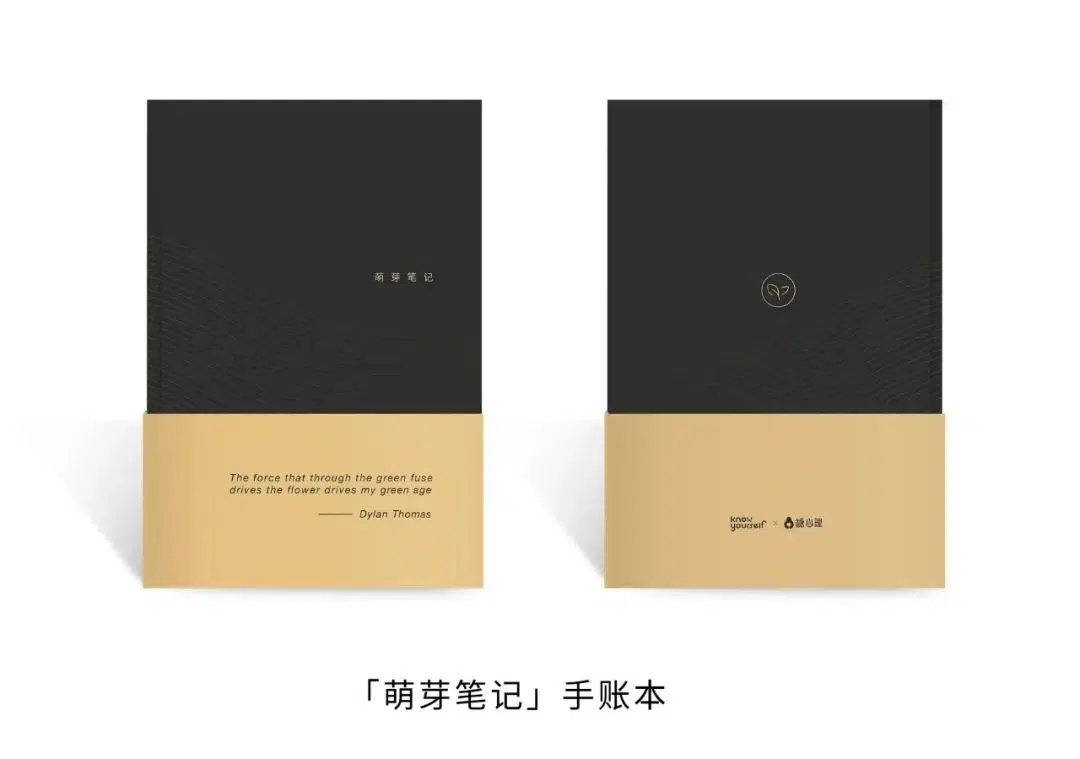 萌芽笔记
The force that through the green fuse
drives the flower drives my green age
—— Dylan Thomas
know
yourself × 糖心理
「萌芽笔记」手账本